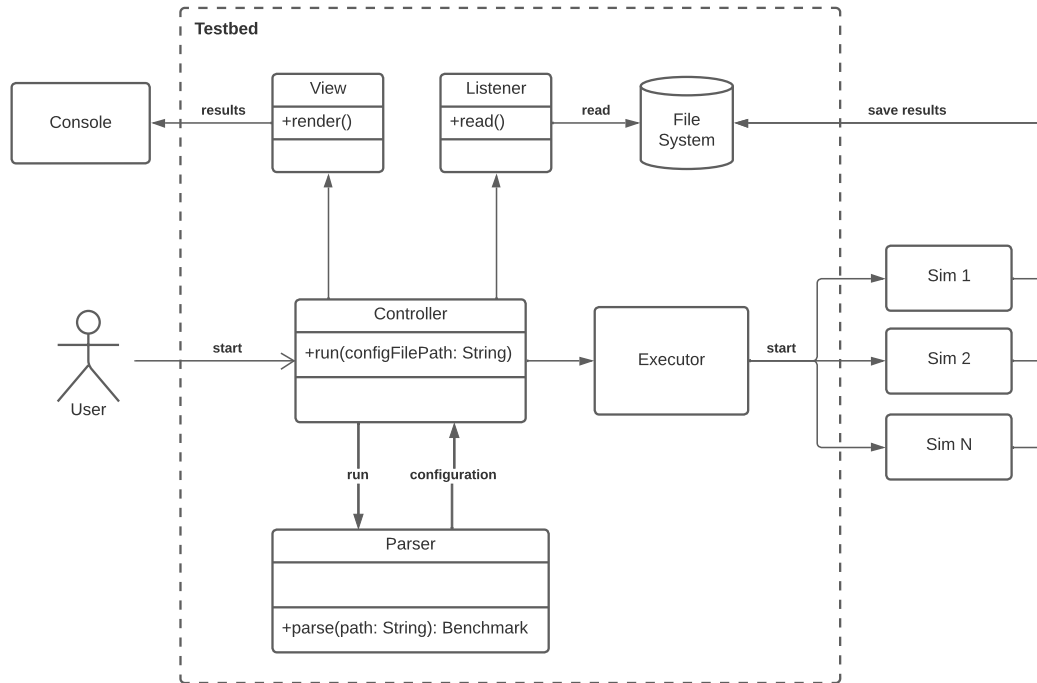 Testbed
View
Listener
Console
results
+render()
+read()
read
File
System
save results
Sim 1
Controller
start
+run(configFilePath: String)
Executor
start
Sim 2
User
Sim N
run
configuration
Parser
+parse(path: String): Benchmark